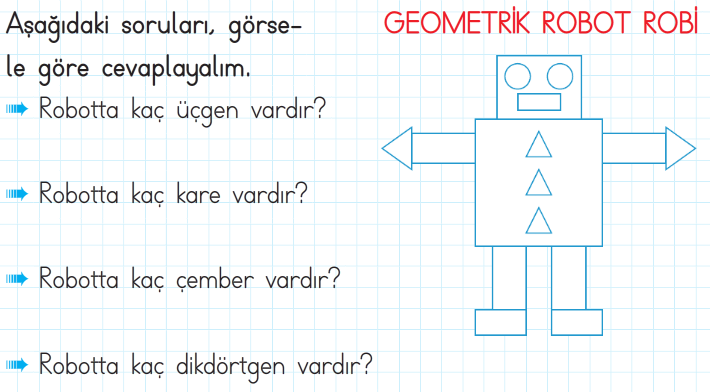 Aşağıdaki soruları, görse-
le göre cevaplayalım.
Robotta kaç üçgen vardır?
Robotta kaç kare vardır?
Robotta kaç çember vardır?
Robotta kaç dikdörtgen vardır?
GEOMETRİK ROBOT ROBİ